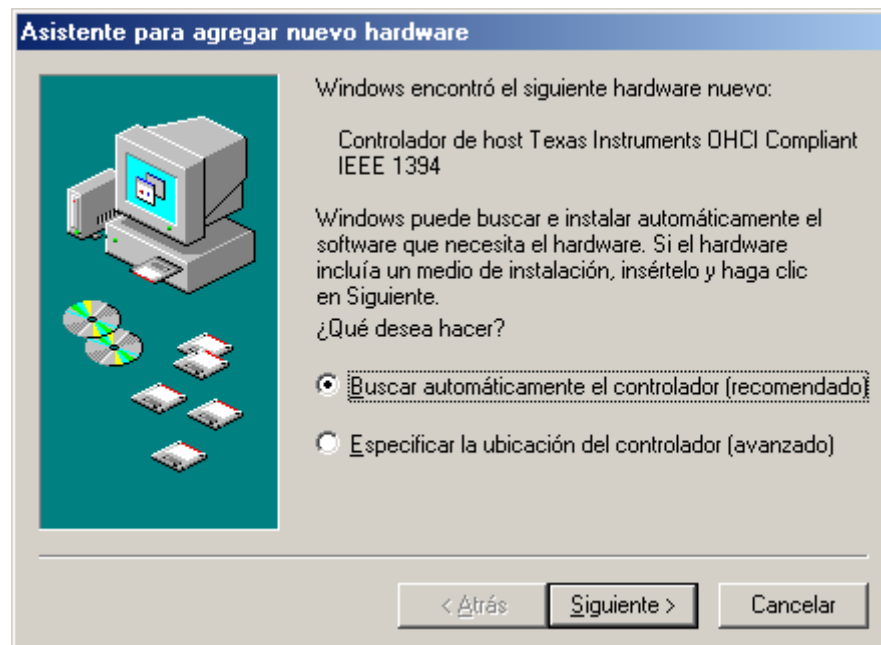 Asistente para agregar nuevo hardware
Windows encontró el siguiente hardware nuevo:
Controlador de host Texas Instruments OHCI Compliant
IEEE 1394
Windows puede buscar e instalar automáticamente el
software que necesita el hardware. Si el hardware
incluía un medio de instalación, insértelo y haga clic
en Siguiente.
¿Qué desea hacer?
Buscar automáticamente el controlador (recomendado)
Especificar la ubicación del controlador (avanzado)
< Atrás
Siguiente >
Cancelar